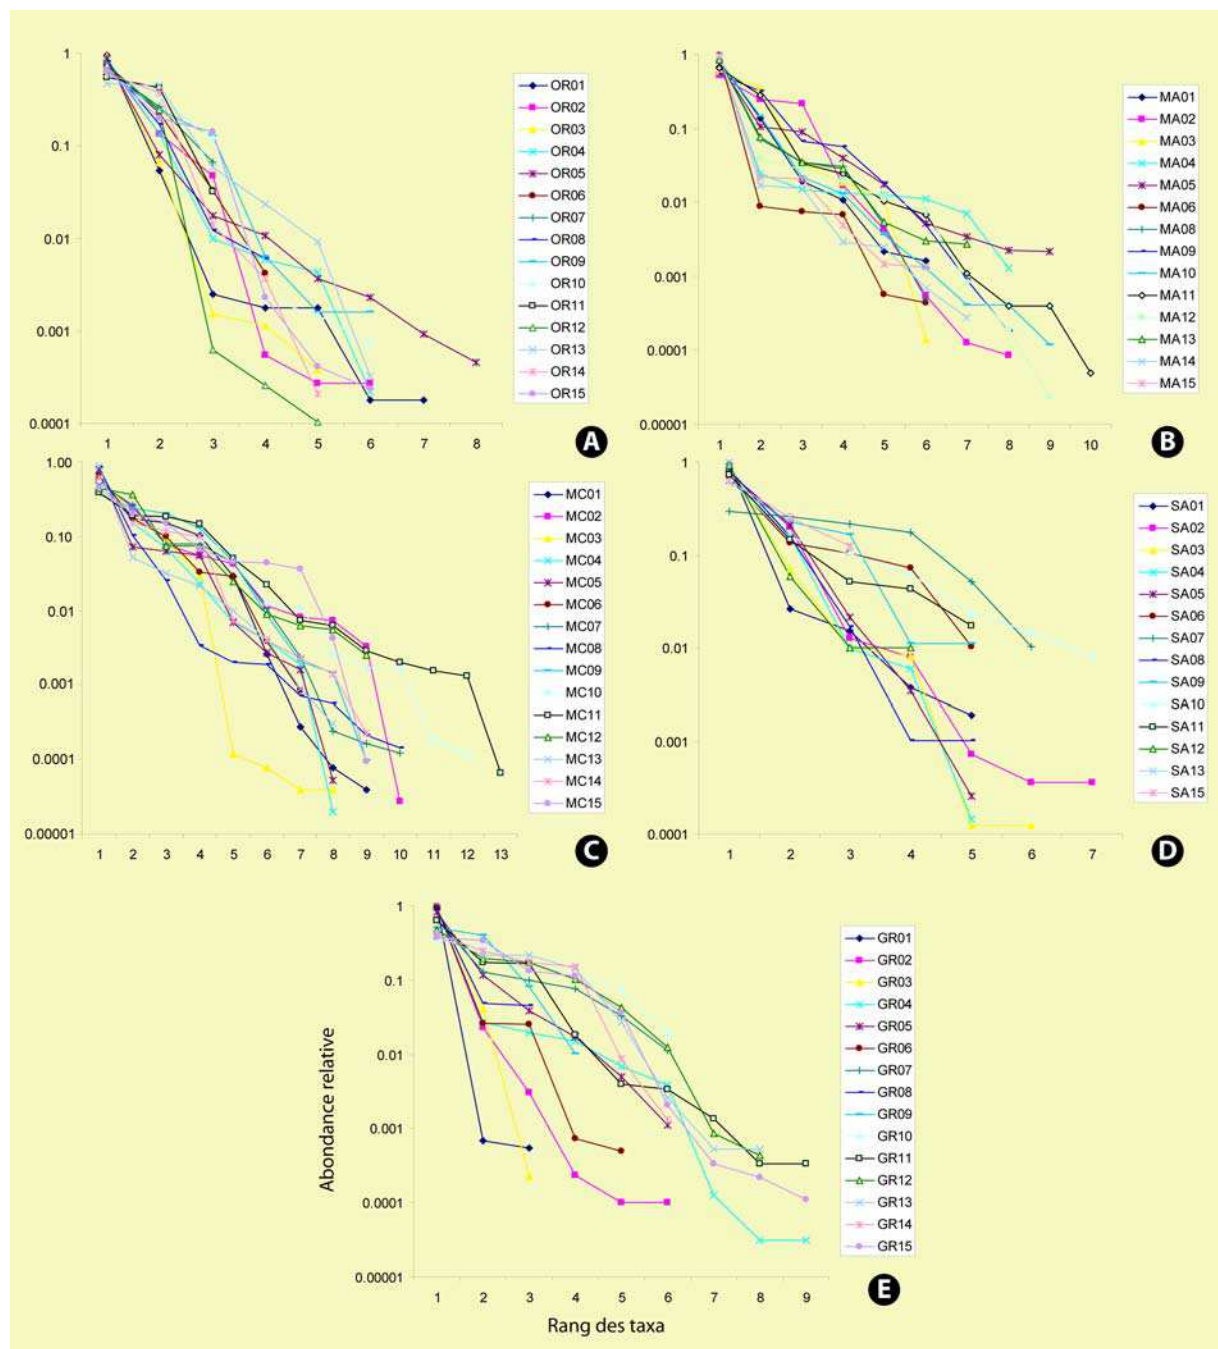 1
0.1
0.01
0.001
0.0001
1 2 3 4 5 6 7 8
OR01
OR02
OR03
OR04
OR05
OR06
OR07
OR08
OR09
OR10
OR11
OR12
OR13
OR14
OR15
A
1
0.1
0.01
0.001
0.0001
0.00001
1 2 3 4 5 6 7 8 9 10
MA01
MA02
MA03
MA04
MA05
MA06
MA08
MA09
MA10
MA11
MA12
MA13
MA14
MA15
B
1.00
0.10
0.01
0.001
0.0001
0.00001
1 2 3 4 5 6 7 8 9 10 11 12 13
MC01
MC02
MC03
MC04
MC05
MC06
MC07
MC08
MC09
MC10
MC11
MC12
MC13
MC14
MC15
C
1
0.1
0.01
0.001
0.0001
1 2 3 4 5 6 7
SA01
SA02
SA03
SA04
SA05
SA06
SA07
SA08
SA09
SA10
SA11
SA12
SA13
SA15
D
Abondance relative
1
0.1
0.01
0.001
0.0001
0.00001
1 2 3 4 5 6 7 8 9
Rang des taxa
GR01
GR02
GR03
GR04
GR05
GR06
GR07
GR08
GR09
GR10
GR11
GR12
GR13
GR14
GR15
E